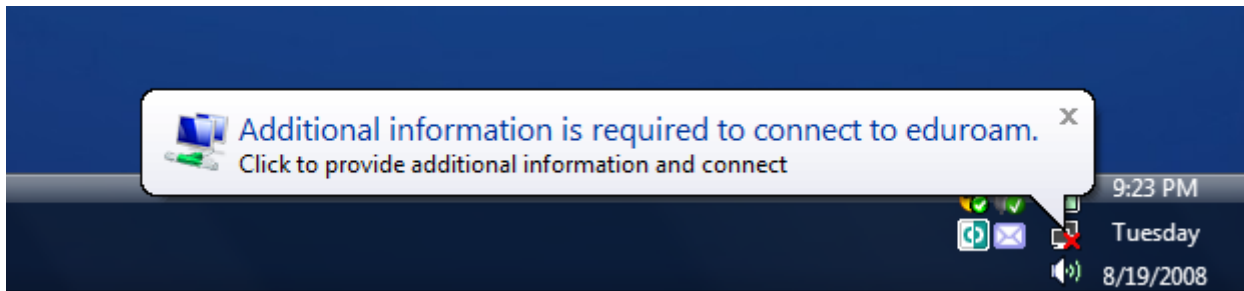 Additional information is required to connect to eduroam.
Click to provide additional information and connect
9:23 PM
Tuesday
8/19/2008